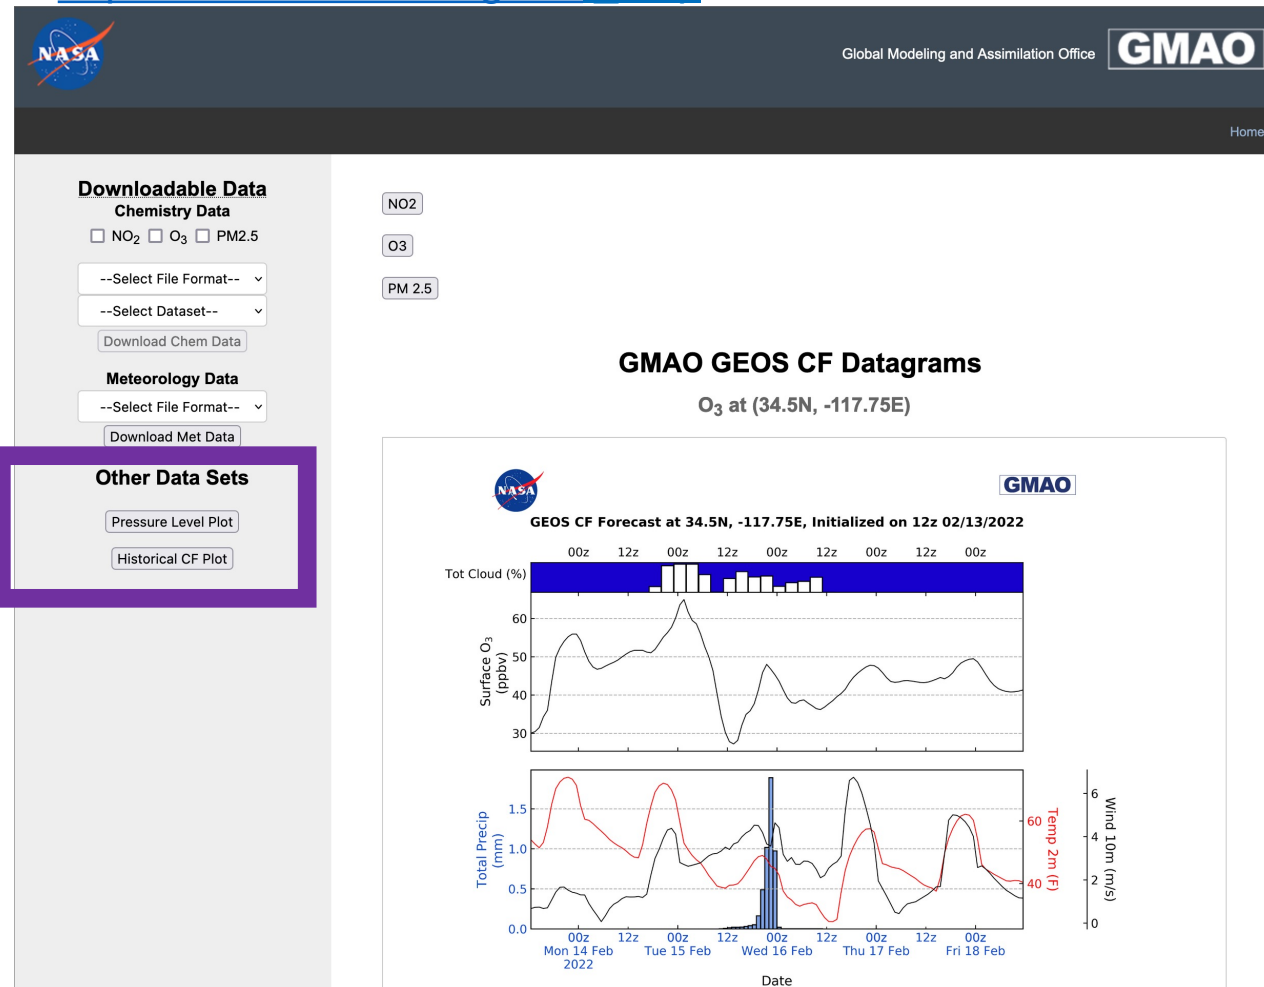 NASA
Global Modeling and Assimilation Office GMAO
Home
Downloadable Data
Chemistry Data
NO2 O3 PM2.5
--Select File Format--
--Select Dataset--
Download Chem Data
Meteorology Data
--Select File Format--
Download Met Data
Other Data Sets
Pressure Level Plot
Historical CF Plot
NO2
O3
PM 2.5
GMAO GEOS CF Datagrams
O3 at (34.5N, -117.75E)
NASA
GMAO
GEOS CF Forecast at 34.5N, -117.75E, Initialized on 12z 02/13/2022
00z 12z 00z 12z 00z 12z 00z 12z 00z
Tot Cloud (%)
60
50
40
30
Surface O3
(ppbv)
1.5
1.0
0.5
0.0
Total Precip
(mm)
60
40
Temp 2m (F)
6
4
2
0
Wind 10m (m/s)
00z 12z 00z 12z 00z 12z 00z 12z 00z
Mon 14 Feb Tue 15 Feb Wed 16 Feb Thu 17 Feb Fri 18 Feb
2022
Date